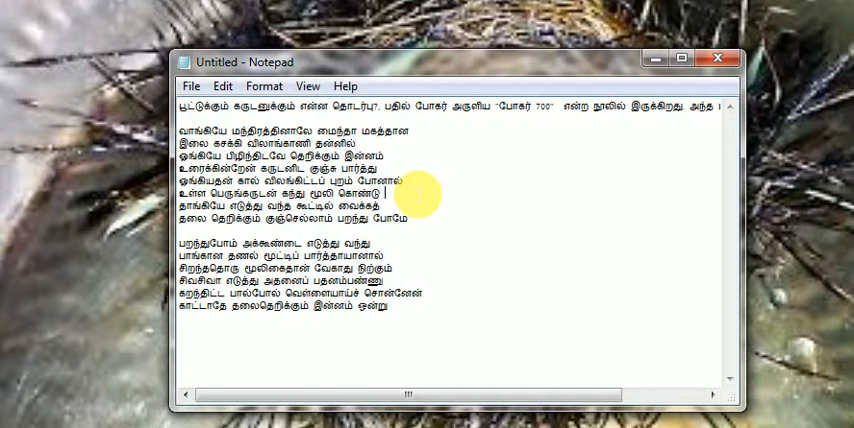 Untitled - Notepad
File Edit Format View Help
பூட்டுக்கும் கருடனுக்கும் என்ன தொடர்பு?, பதில் போகர் அருளிய "போகர் 700" என்ற நூலில் இருக்கிறது. அந்த
வாங்கியே மந்திரத்தினாலே மைந்தா மகத்தான
இலை கசக்கி விலாங்காணி தன்னில்
ஓங்கியே பிழிந்திடவே தெறிக்கும் இன்னம்
உரைக்கின்றேன் கருடனிட குஞ்சு பார்த்து
ஓங்கியதன் கால் விலங்கிட்டப் புறம் போனால்
உள்ள பெருங்கருடன் கந்து மூலி கொண்டு
தாங்கியே எடுத்து வந்த கூட்டில் வைக்கத்
தலை தெறிக்கும் குஞ்செல்லாம் பறந்து போமே
பறந்துபோம் அக்கூண்டை எடுத்து வந்து
பாங்கான தணல் மூட்டிப் பார்த்தாயானால்
சிறந்ததொரு மூலிகைதான் வேகாது நிற்கும்
சிவசிவா எடுத்து அதனைப் பதனம்பண்ணு
கறந்திட்ட பால்போல் வெள்ளையாய்ச் சொன்னேன்
காட்டாதே தலைதெறிக்கும் இன்னம் ஒன்று